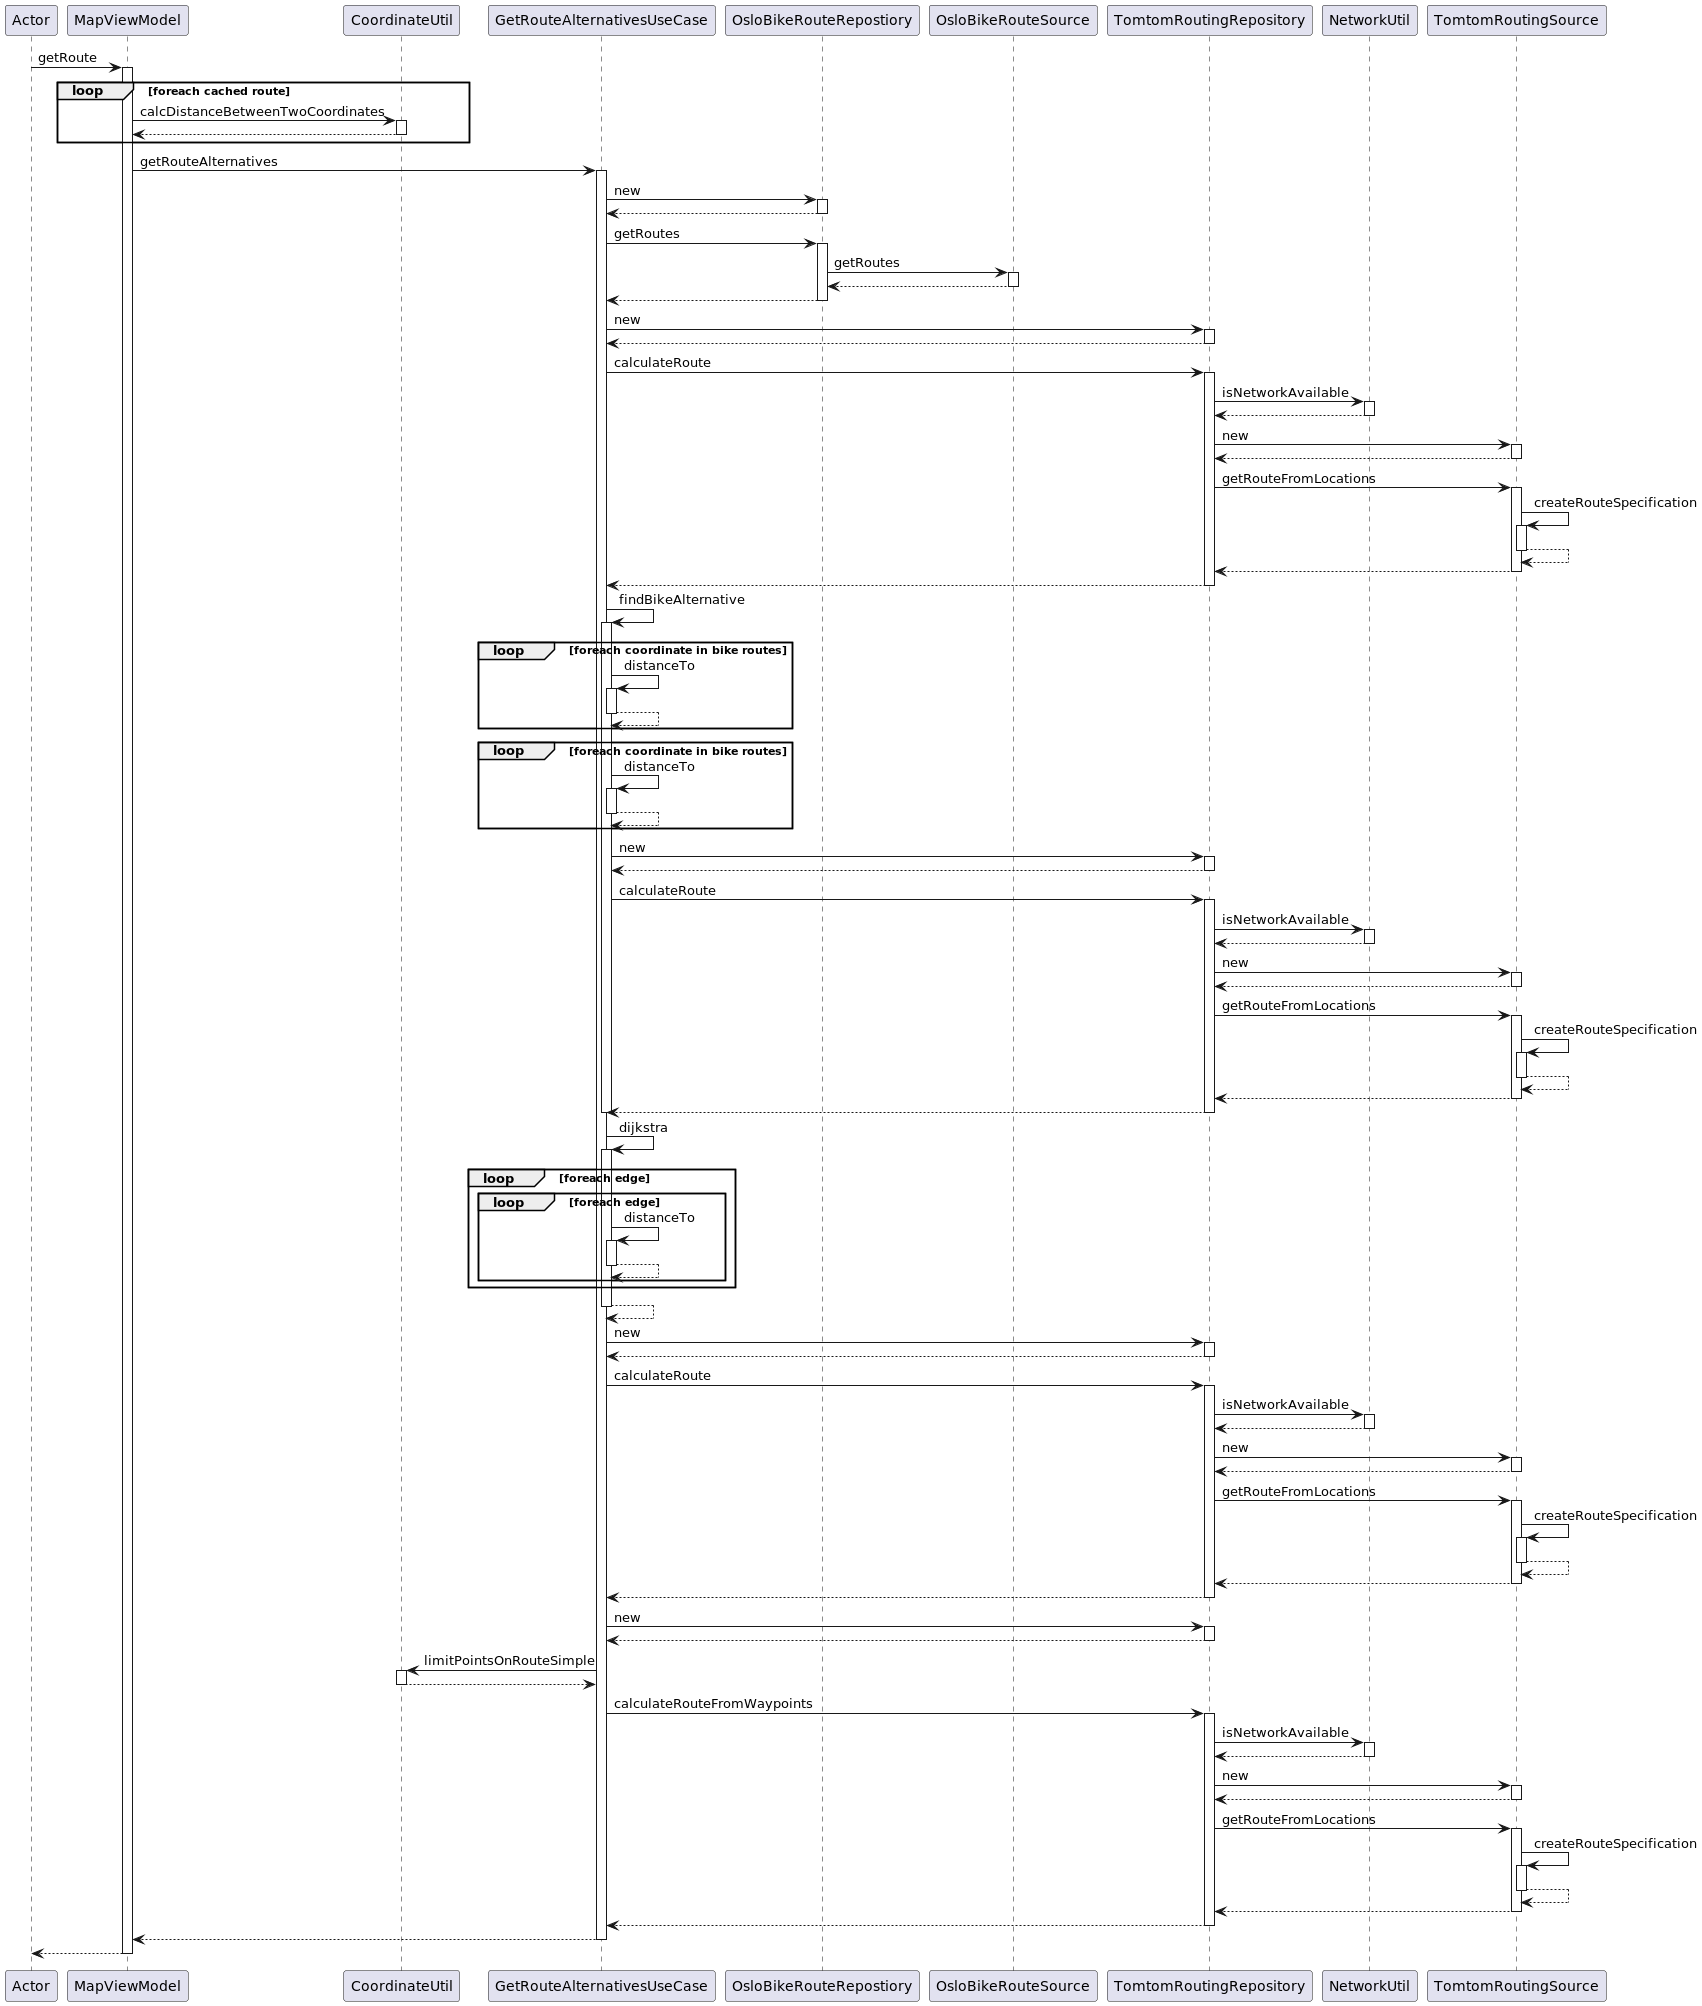 Actor MapViewModel CoordinateUtil GetRouteAlternativesUseCase OsloBikeRouteRepostiory OsloBikeRouteSource TomtomRoutingRepository NetworkUtil TomtomRoutingSource
getRoute
loop [foreach cached route]
calcDistanceBetweenTwoCoordinates
getRouteAlternatives
new
getRoutes
getRoutes
new
calculateRoute
isNetworkAvailable
new
getRouteFromLocations
createRouteSpecification
findBikeAlternative
loop [foreach coordinate in bike routes]
distanceTo
loop [foreach coordinate in bike routes]
distanceTo
new
calculateRoute
isNetworkAvailable
new
getRouteFromLocations
createRouteSpecification
dijkstra
loop [foreach edge]
loop [foreach edge]
distanceTo
new
calculateRoute
isNetworkAvailable
new
getRouteFromLocations
createRouteSpecification
new
limitPointsOnRouteSimple
calculateRouteFromWaypoints
isNetworkAvailable
new
getRouteFromLocations
createRouteSpecification
Actor MapViewModel CoordinateUtil GetRouteAlternativesUseCase OsloBikeRouteRepostiory OsloBikeRouteSource TomtomRoutingRepository NetworkUtil TomtomRoutingSource